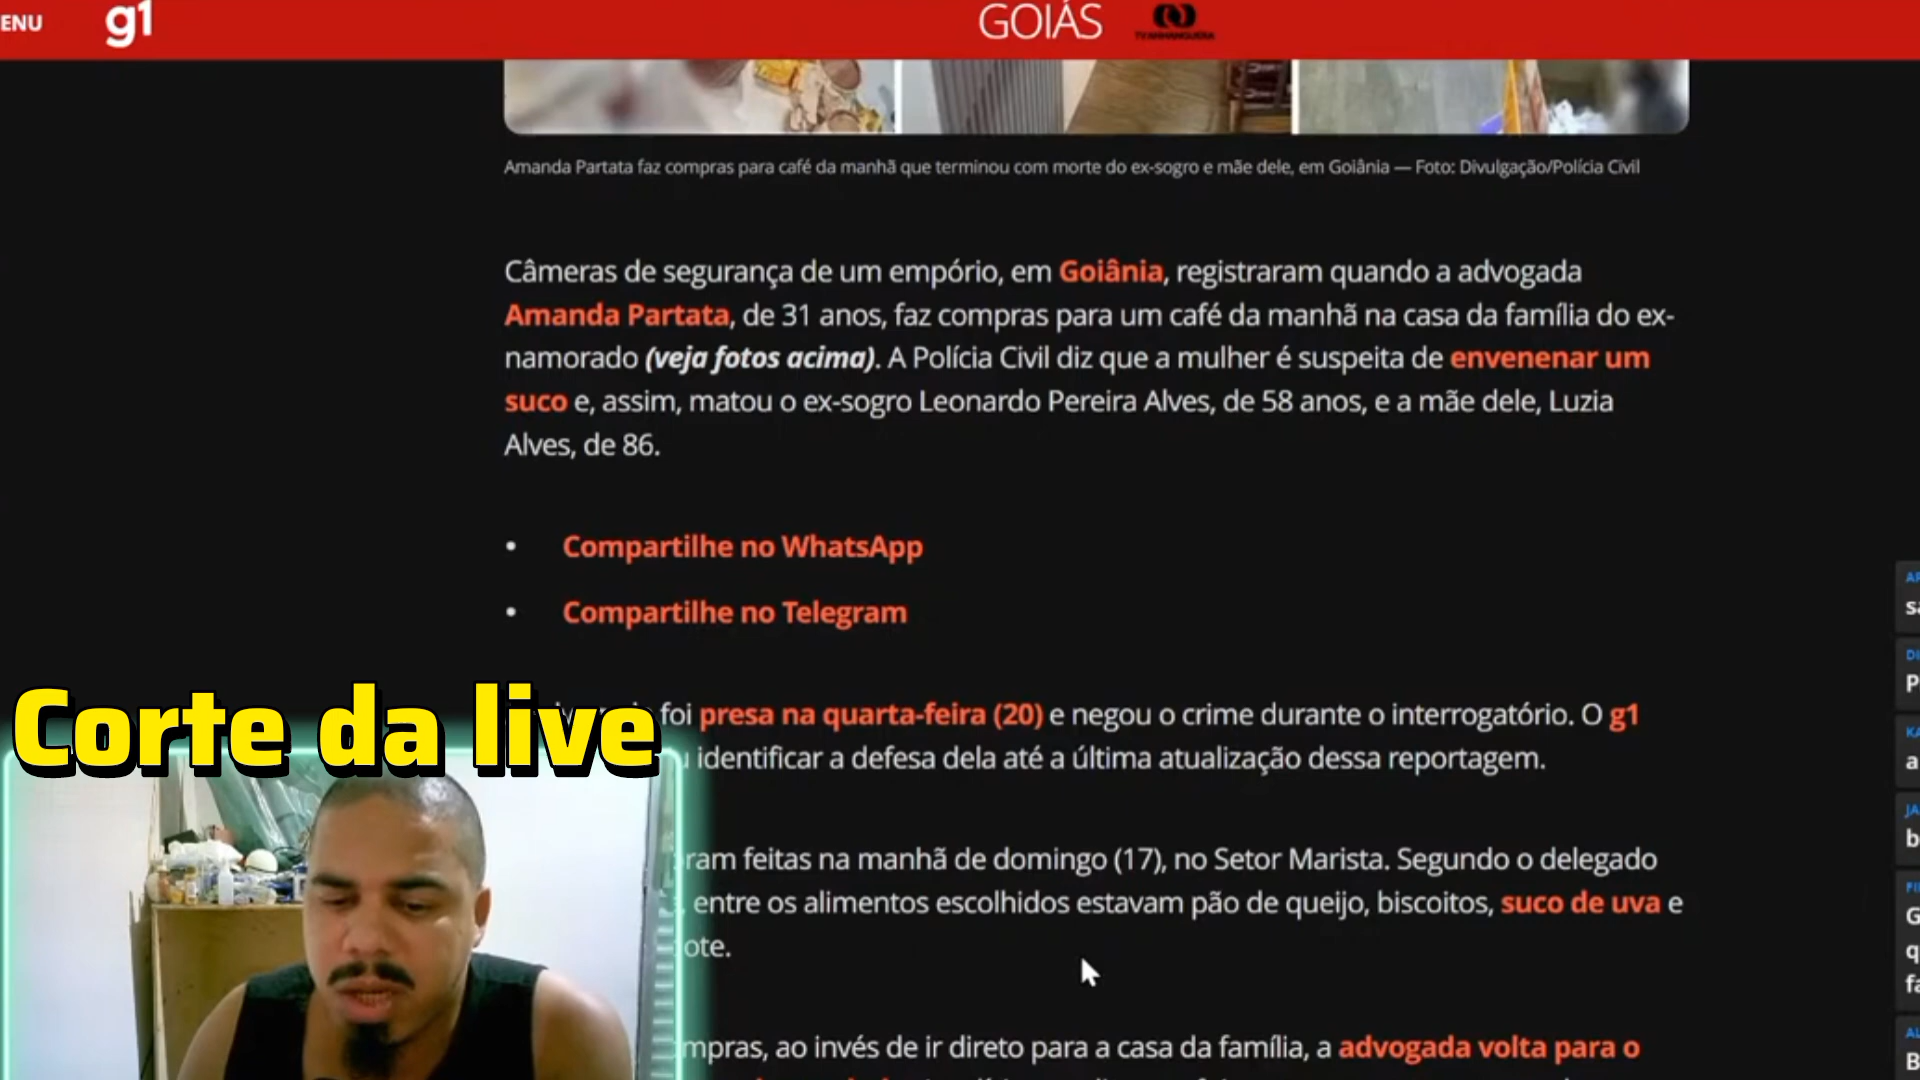 ENU
g1
GOIÁS
TV ANHANGUERA
Amanda Partata faz compras para café da manhã que terminou com morte do ex-sogro e mãe dele, em Goiânia — Foto: Divulgação/Polícia Civil
Câmeras de segurança de um empório, em Goiânia, registraram quando a advogada
Amanda Partata, de 31 anos, faz compras para um café da manhã na casa da família do ex-
namorado (veja fotos acima). A Polícia Civil diz que a mulher é suspeita de envenenar um
suco e, assim, matou o ex-sogro Leonardo Pereira Alves, de 58 anos, e a mãe dele, Luzia
Alves, de 86.
• Compartilhe no WhatsApp
• Compartilhe no Telegram
foi presa na quarta-feira (20) e negou o crime durante o interrogatório. O g1
identificar a defesa dela até a última atualização dessa reportagem.
Corte da live
ram feitas na manhã de domingo (17), no Setor Marista. Segundo o delegado
, entre os alimentos escolhidos estavam pão de queijo, biscoitos, suco de uva e
ote.
mpras, ao invés de ir direto para a casa da família, a advogada volta para o